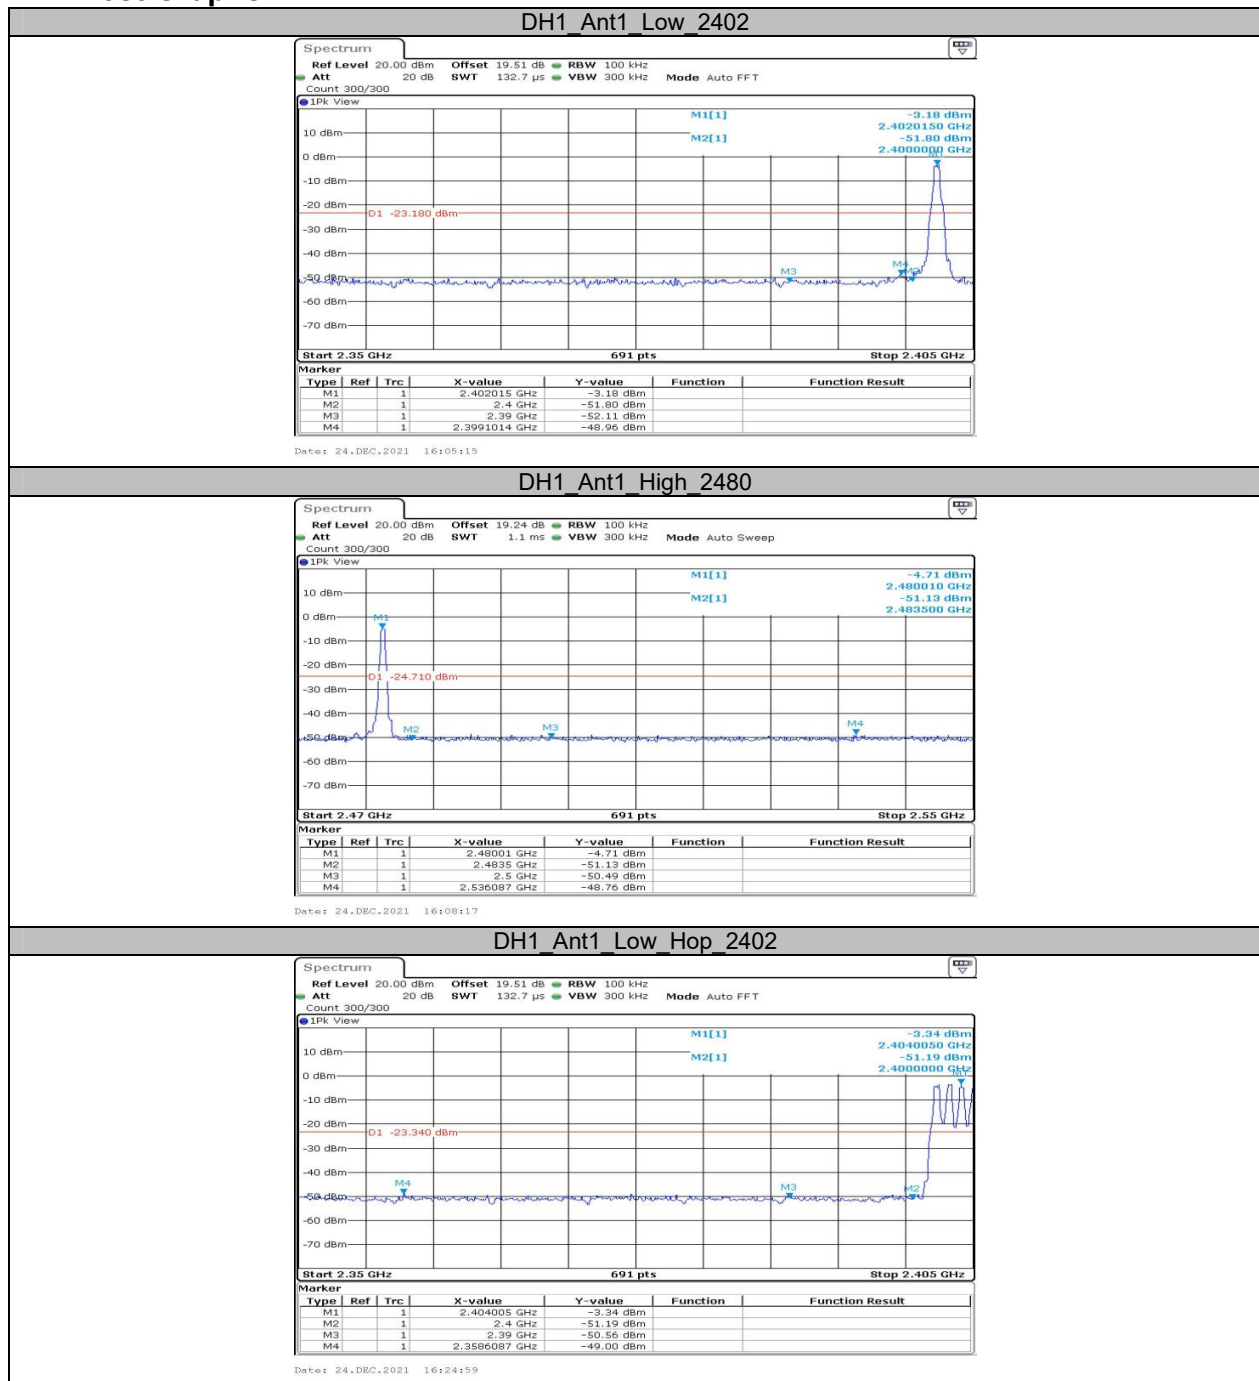 DH1_Ant1_Low_2402
Spectrum
Ref Level 20.00 dBm Offset 19.51 dB RBW 100 kHz
Att 20 dB SWT 132.7 µs VBW 300 kHz Mode Auto FFT
Count 300/300
1Pk View
M1[1] -3.18 dBm
2.4020150 GHz
10 dBm
M2[1] -51.80 dBm
2.4000000 GHz
M1
0 dBm
-10 dBm
-20 dBm
D1 -23.180 dBm
-30 dBm
-40 dBm
M3 M4 M2
-50 dBm
-60 dBm
-70 dBm
Start 2.35 GHz 691 pts Stop 2.405 GHz
Marker
Type Ref Trc X-value Y-value Function Function Result
M1 1 2.402015 GHz -3.18 dBm
M2 1 2.4 GHz -51.80 dBm
M3 1 2.39 GHz -52.11 dBm
M4 1 2.3991014 GHz -48.96 dBm
Date: 24.DEC.2021 16:05:15
DH1_Ant1_High_2480
Spectrum
Ref Level 20.00 dBm Offset 19.24 dB RBW 100 kHz
Att 20 dB SWT 1.1 ms VBW 300 kHz Mode Auto Sweep
Count 300/300
1Pk View
M1[1] -4.71 dBm
2.480010 GHz
10 dBm
M2[1] -51.13 dBm
2.483500 GHz
0 dBm
M1
-10 dBm
-20 dBm
D1 -24.710 dBm
-30 dBm
-40 dBm
M2 M3 M4
-50 dBm
-60 dBm
-70 dBm
Start 2.47 GHz 691 pts Stop 2.55 GHz
Marker
Type Ref Trc X-value Y-value Function Function Result
M1 1 2.48001 GHz -4.71 dBm
M2 1 2.4835 GHz -51.13 dBm
M3 1 2.5 GHz -50.49 dBm
M4 1 2.536087 GHz -48.76 dBm
Date: 24.DEC.2021 16:08:17
DH1_Ant1_Low_Hop_2402
Spectrum
Ref Level 20.00 dBm Offset 19.51 dB RBW 100 kHz
Att 20 dB SWT 132.7 µs VBW 300 kHz Mode Auto FFT
Count 300/300
1Pk View
M1[1] -3.34 dBm
2.4040050 GHz
10 dBm
M2[1] -51.19 dBm
2.4000000 GHz
M1
0 dBm
-10 dBm
-20 dBm
D1 -23.340 dBm
-30 dBm
-40 dBm
M4 M3 M2
-50 dBm
-60 dBm
-70 dBm
Start 2.35 GHz 691 pts Stop 2.405 GHz
Marker
Type Ref Trc X-value Y-value Function Function Result
M1 1 2.404005 GHz -3.34 dBm
M2 1 2.4 GHz -51.19 dBm
M3 1 2.39 GHz -50.56 dBm
M4 1 2.3586087 GHz -49.00 dBm
Date: 24.DEC.2021 16:24:59